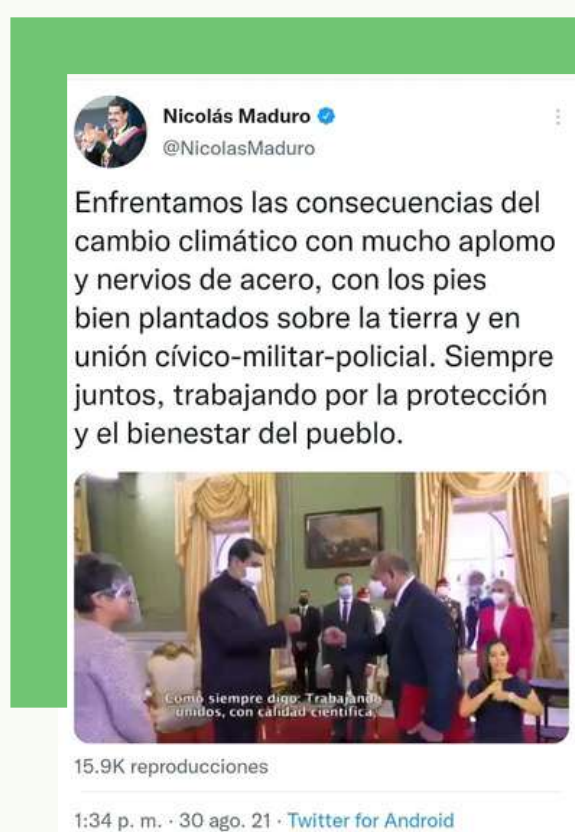 Nicolás Maduro
@NicolasMaduro
Enfrentamos las consecuencias del
cambio climático con mucho aplomo
y nervios de acero, con los pies
bien plantados sobre la tierra y en
unión cívico-militar-policial. Siempre
juntos, trabajando por la protección
y el bienestar del pueblo.
Como siempre digo: Trabajando
unidos, con calidad científica,
15.9K reproducciones
1:34 p. m. · 30 ago. 21 · Twitter for Android